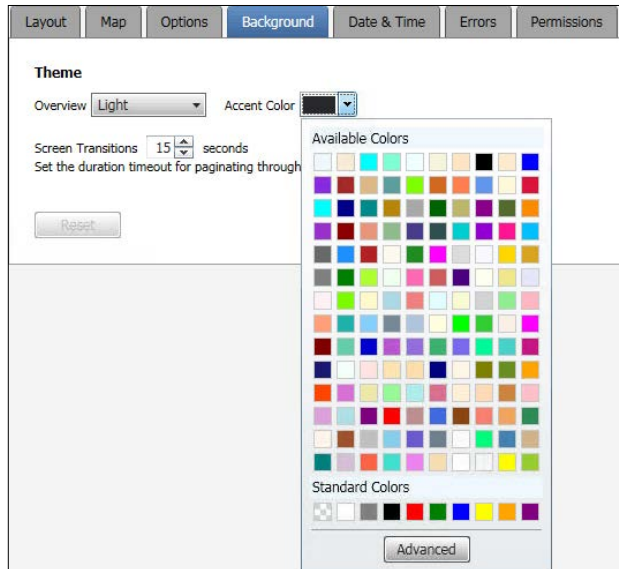 Layout Map Options Background Date & Time Errors Permissions
Theme
Overview Light Accent Color
Available Colors
Screen Transitions 15 seconds
Set the duration timeout for paginating through
Reset
Standard Colors
Advanced